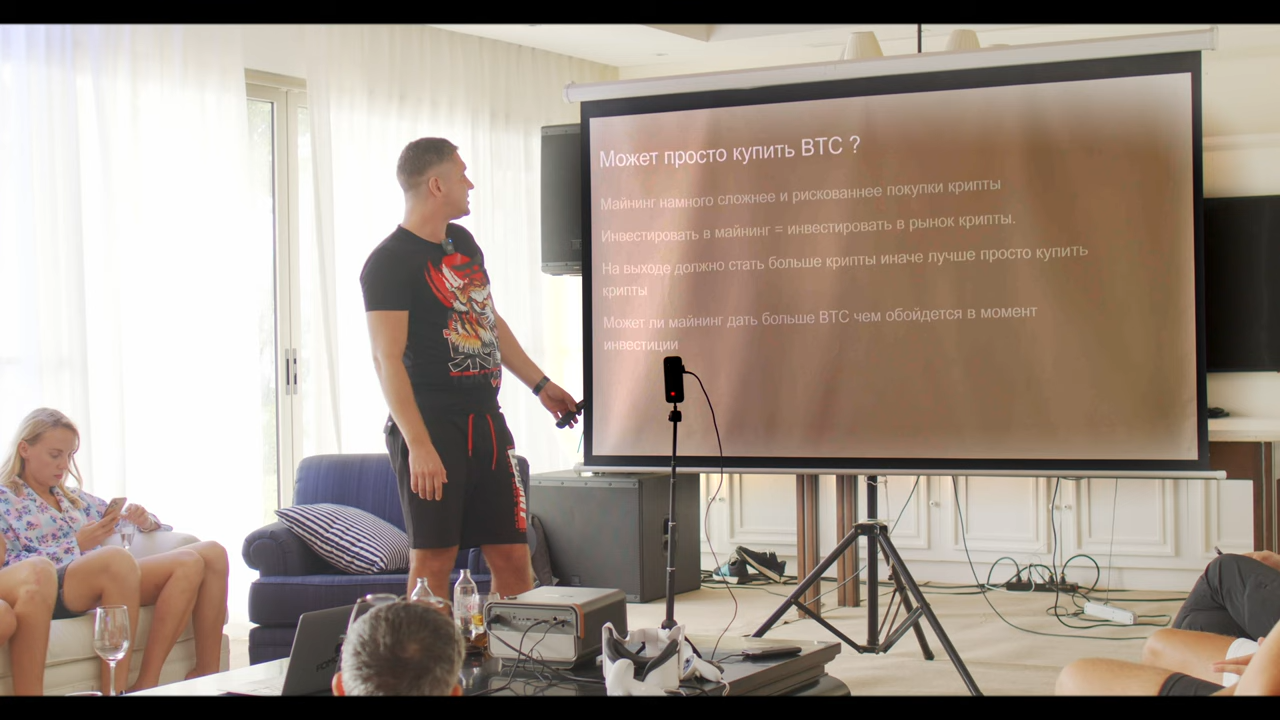 Может просто купить BTC ?
Майнинг намного сложнее и рискованнее покупки крипты
Инвестировать в майнинг = инвестировать в рынок крипты.
На выходе должно стать больше крипты иначе лучше просто купить
крипты
Может ли майнинг дать больше BTC чем обойдется в момент
инвестиции